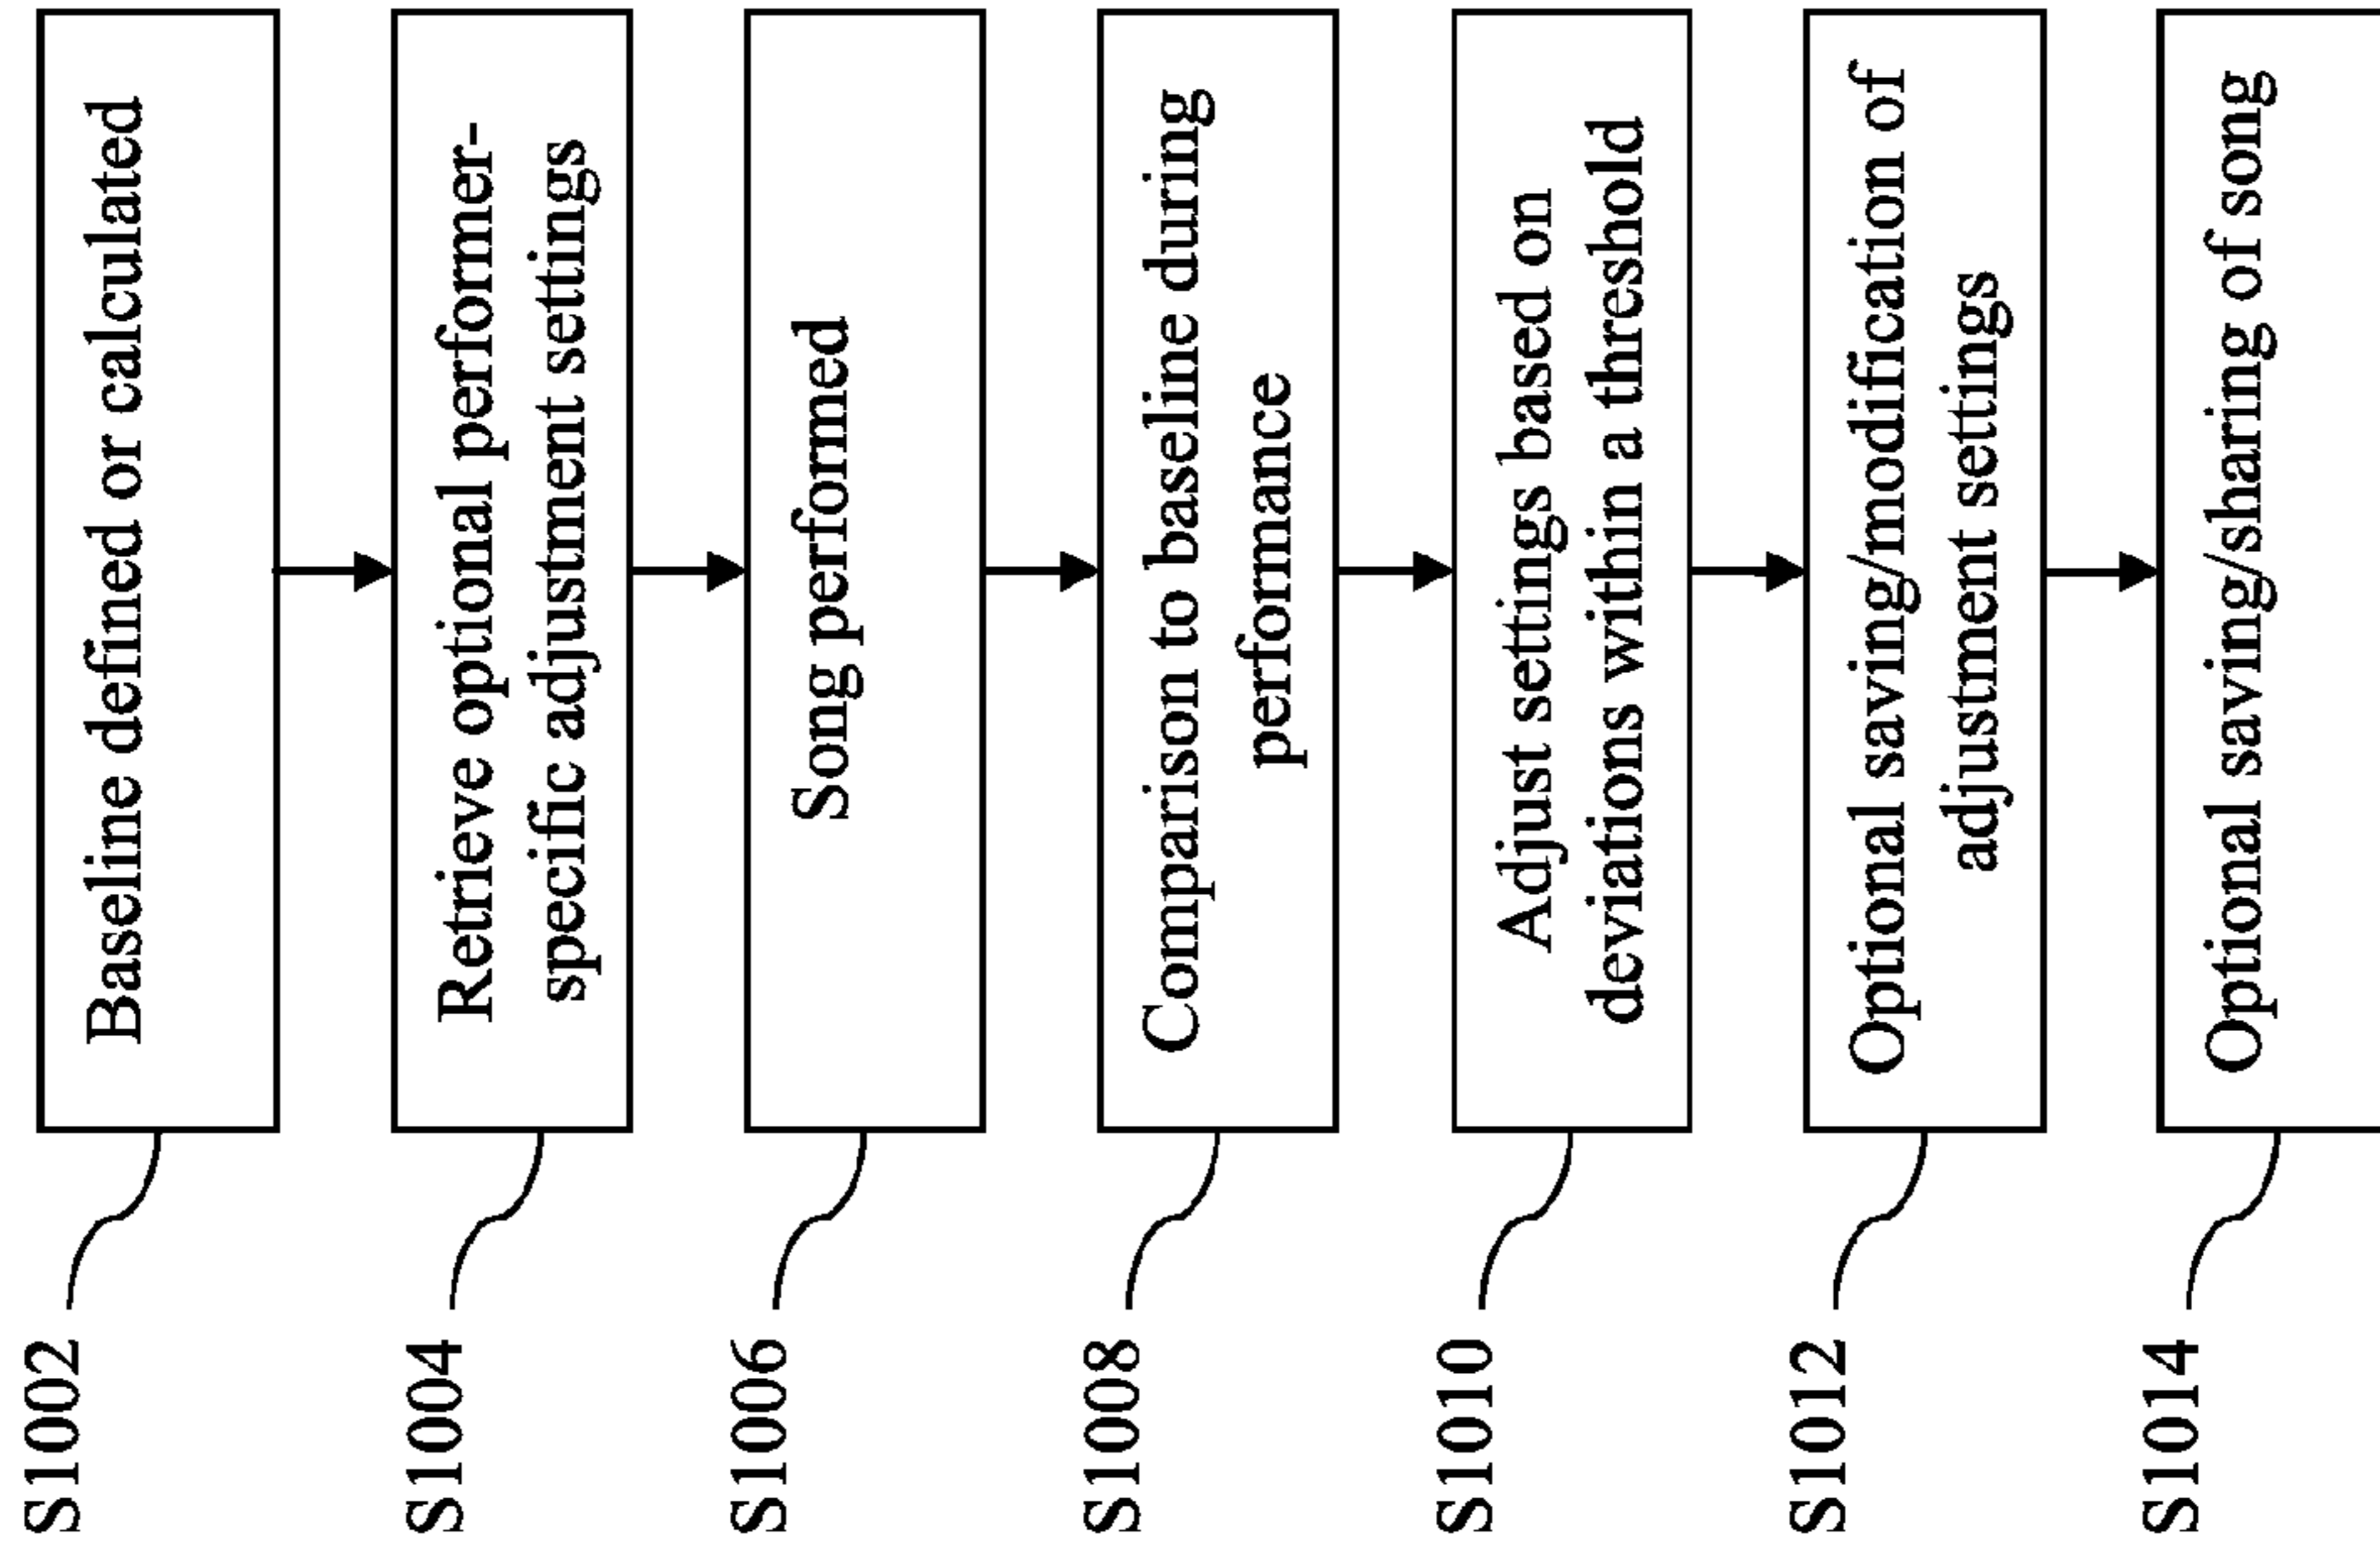 S1002
Baseline defined or calculated
S1004
Retrieve optional performer-
specific adjustment settings
S1006
Song performed
S1008
Comparison to baseline during
performance
S1010
Adjust settings based on
deviations within a threshold
S1012
Optional saving/modification of
adjustment settings
S1014
Optional saving/sharing of song